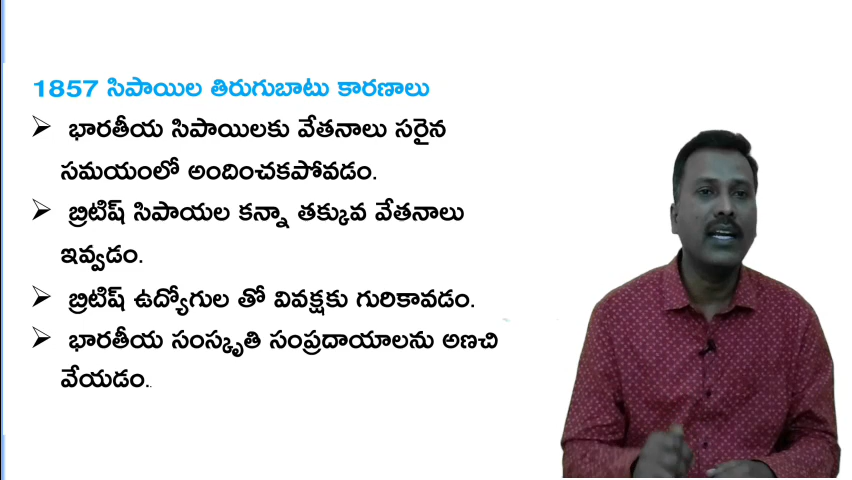 1857 సిపాయిల తిరుగుబాటు కారణాలు
➢ భారతీయ సిపాయిలకు వేతనాలు సరైన
సమయంలో అందించకపోవడం.
➢ బ్రిటిష్ సిపాయల కన్నా తక్కువ వేతనాలు
ఇవ్వడం.
➢ బ్రిటిష్ ఉద్యోగుల తో వివక్షకు గురికావడం.
➢ భారతీయ సంస్కృతి సంప్రదాయాలను అణచి
వేయడం..